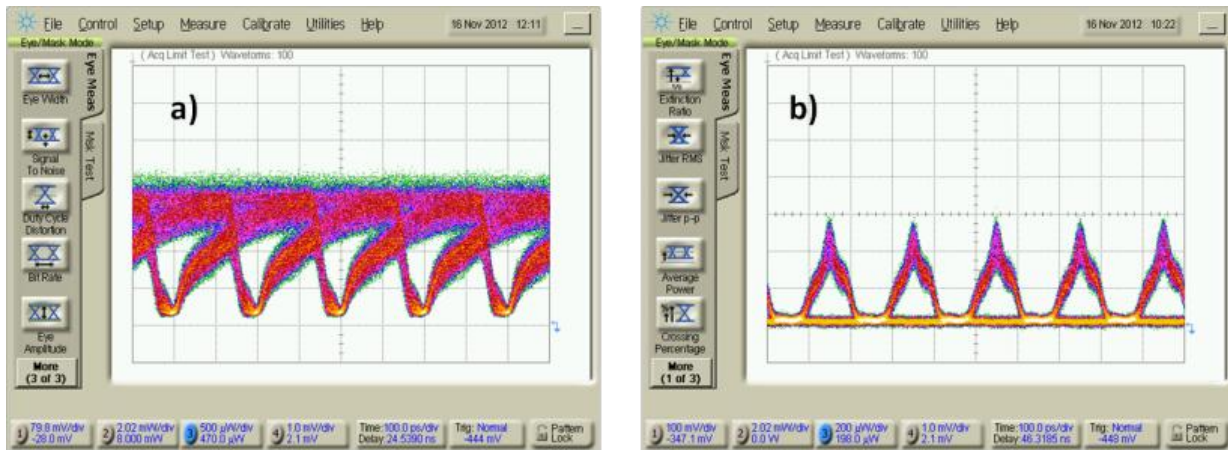 File Control Setup Measure Calibrate Utilities Help 16 Nov 2012 12:11
Eye/Mask Mode
( Acq Limit Test ) Waveforms: 100
Eye Meas
Msk Test
a)
Eye Width
Signal
To Noise
Duty Cycle
Distortion
Bit Rate
Eye
Amplitude
More
(3 of 3)
1) 79.8 mV/div 2) 2.02 mW/div 3) 500 µW/div 4) 1.0 mV/div Time:100.0 ps/div Trig: Normal Pattern
-28.0 mV 8.000 mW 470.0 µW 2.1 mV Delay:24.5390 ns -444 mV Lock
File Control Setup Measure Calibrate Utilities Help 16 Nov 2012 10:22
Eye/Mask Mode
( Acq Limit Test ) Waveforms: 100
Eye Meas
Msk Test
b)
Extinction
Ratio
Jitter RMS
Jitter p-p
Average
Power
Crossing
Percentage
More
(1 of 3)
1) 100 mV/div 2) 2.02 mW/div 3) 200 µW/div 4) 1.0 mV/div Time:100.0 ps/div Trig: Normal Pattern
-347.1 mV 0.0 W 198.0 µW 2.1 mV Delay:46.3185 ns -448 mV Lock